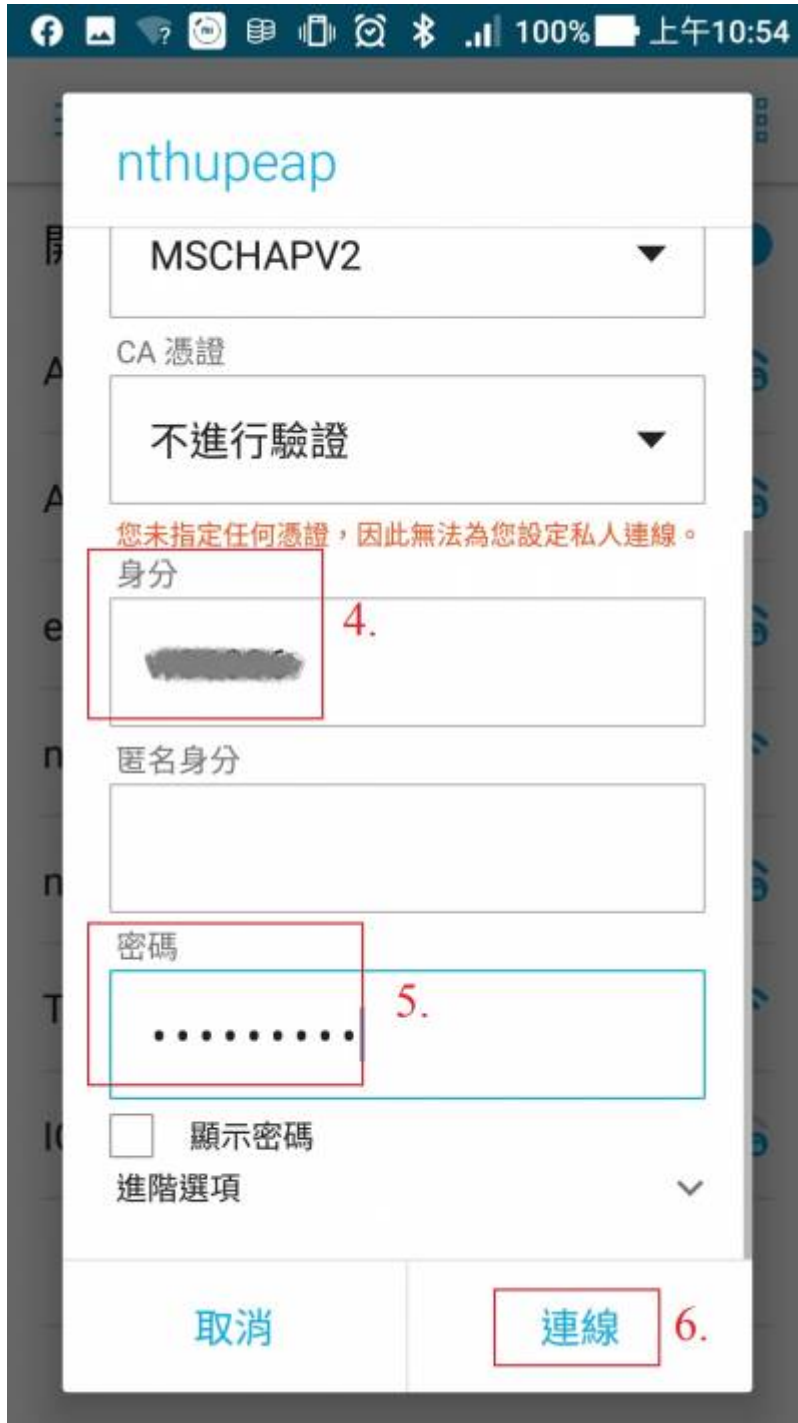 100% 上午10:54
nthupeap
開
MSCHAPV2
CA 憑證
A
不進行驗證
A
您未指定任何憑證，因此無法為您設定私人連線。
身分
4.
e
n
匿名身分
n
密碼
5.
T
•••••••••
顯示密碼
進階選項
取消
連線 6.